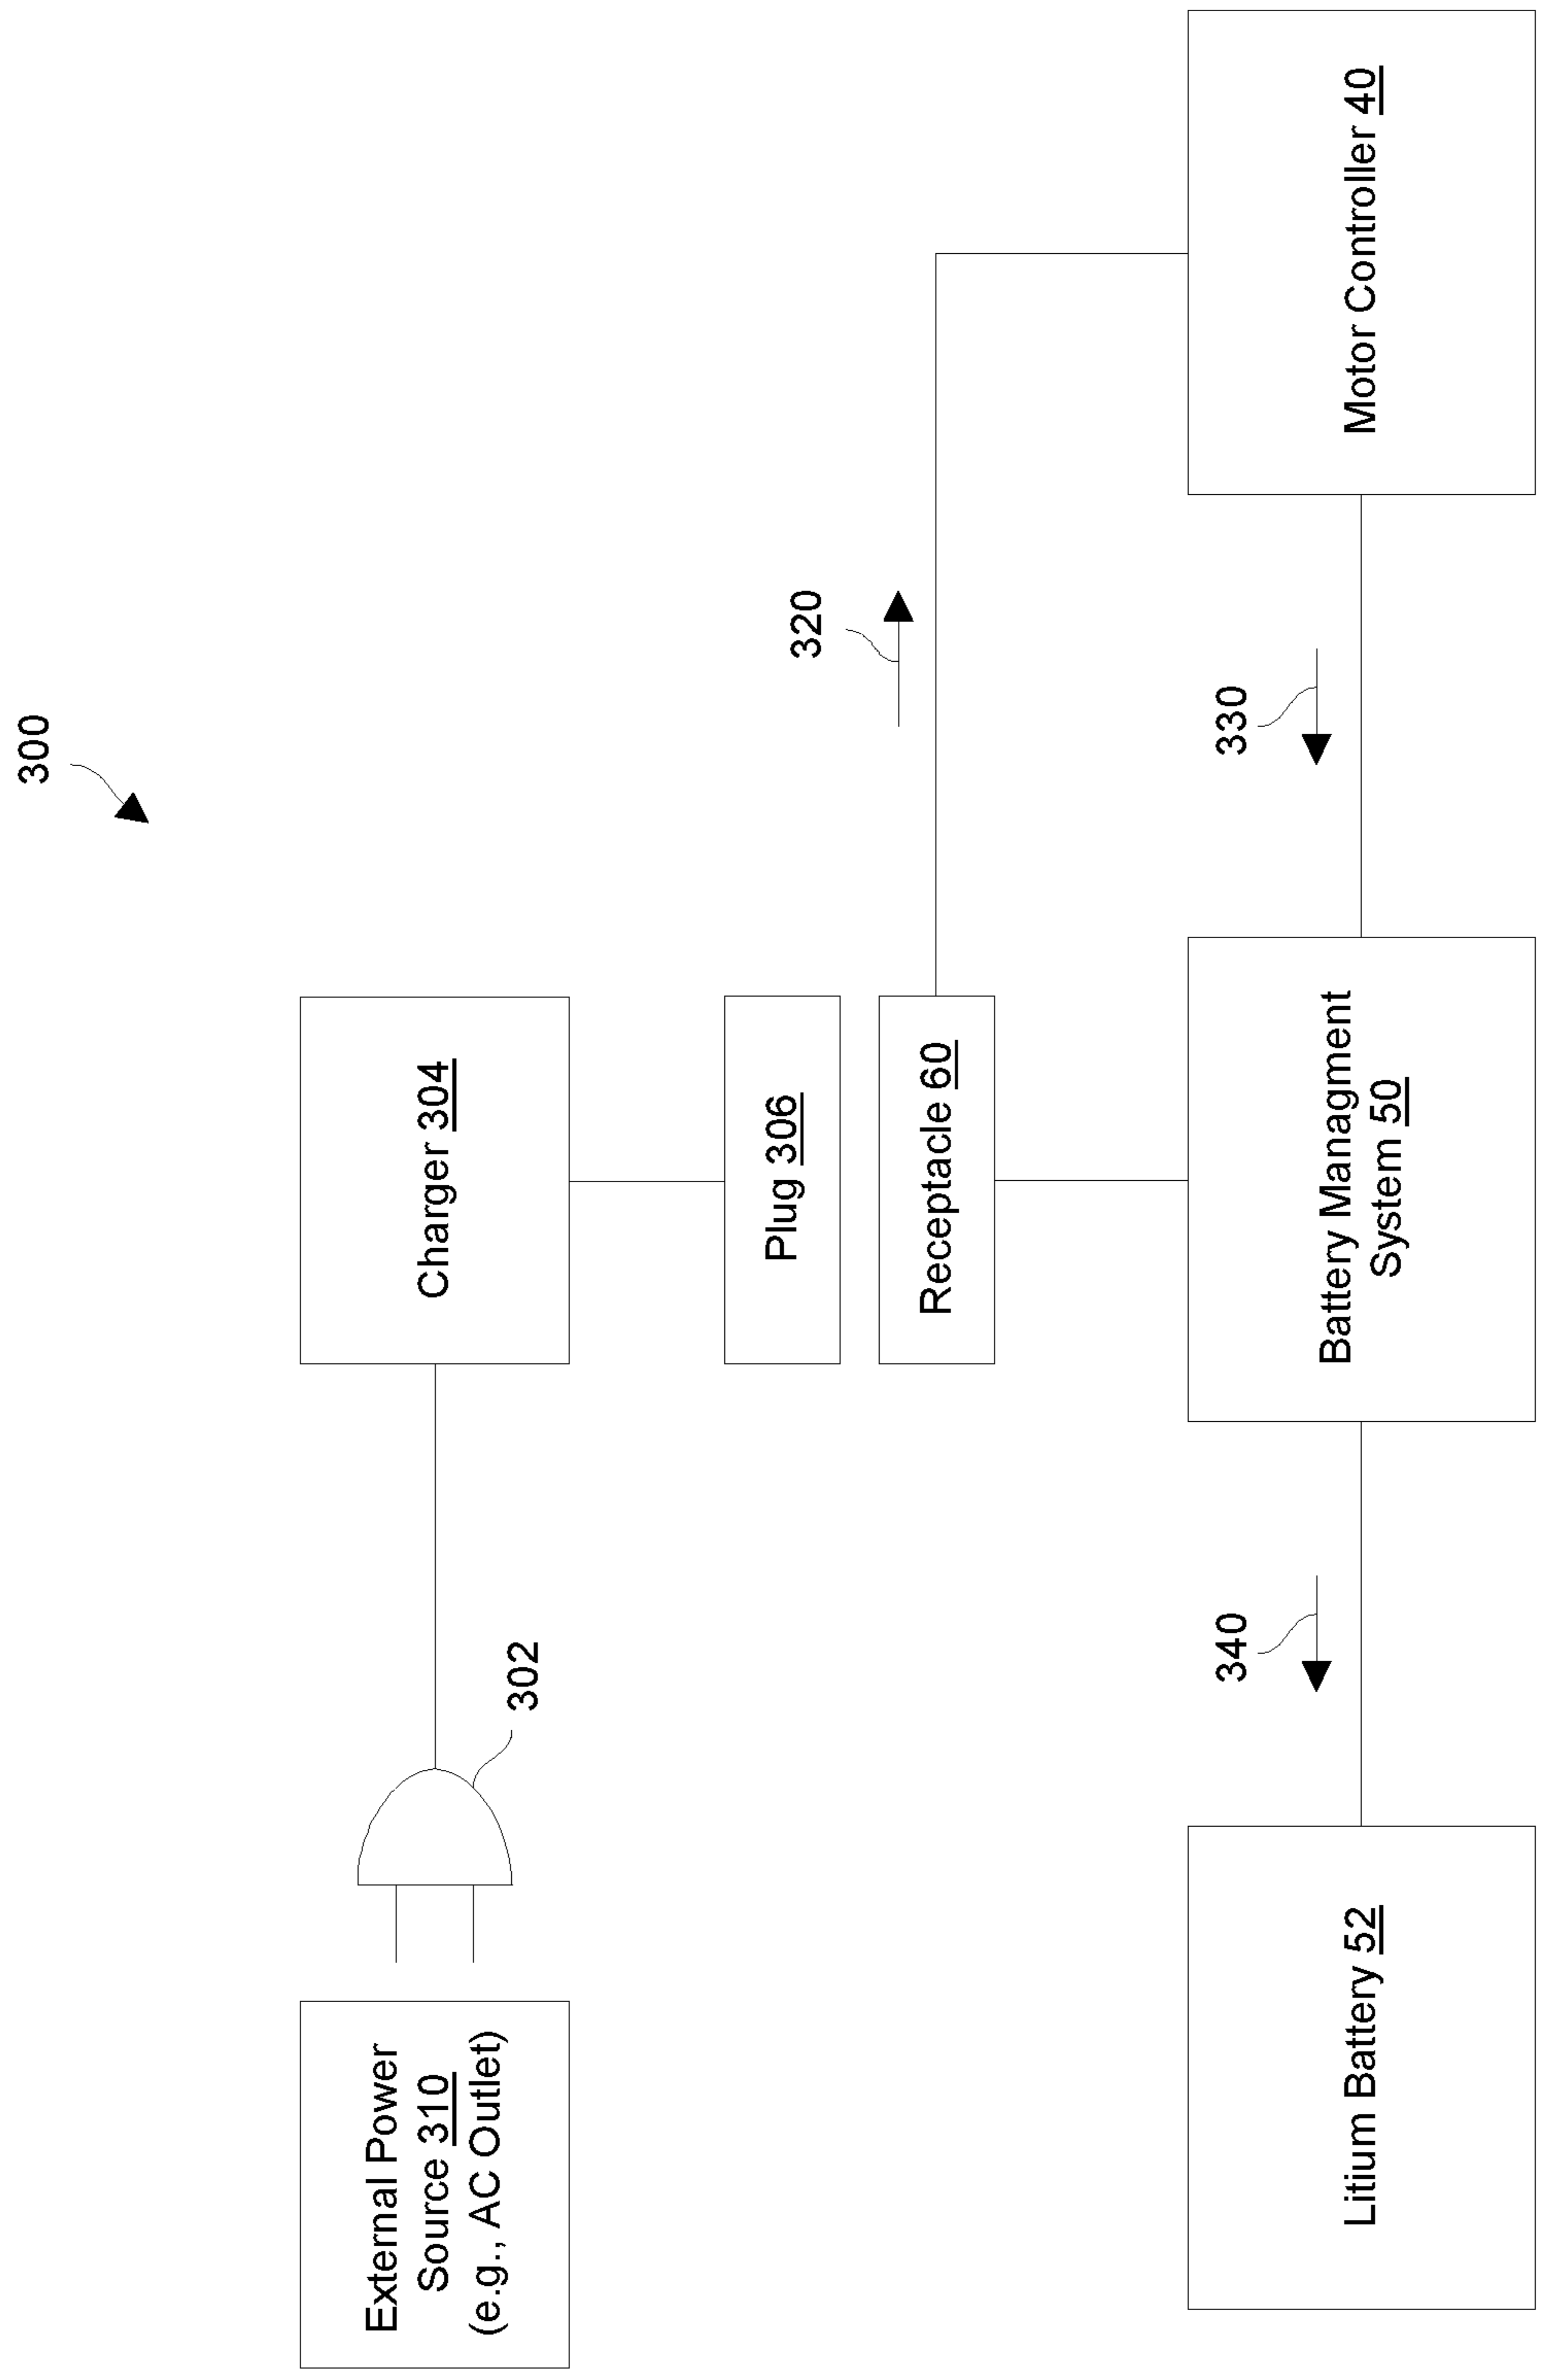 300
External Power
Source 310
(e.g., AC Outlet)
302
Charger 304
Plug 306
320
Receptacle 60
340
330
Litium Battery 52
Battery Managment
System 50
Motor Controller 40